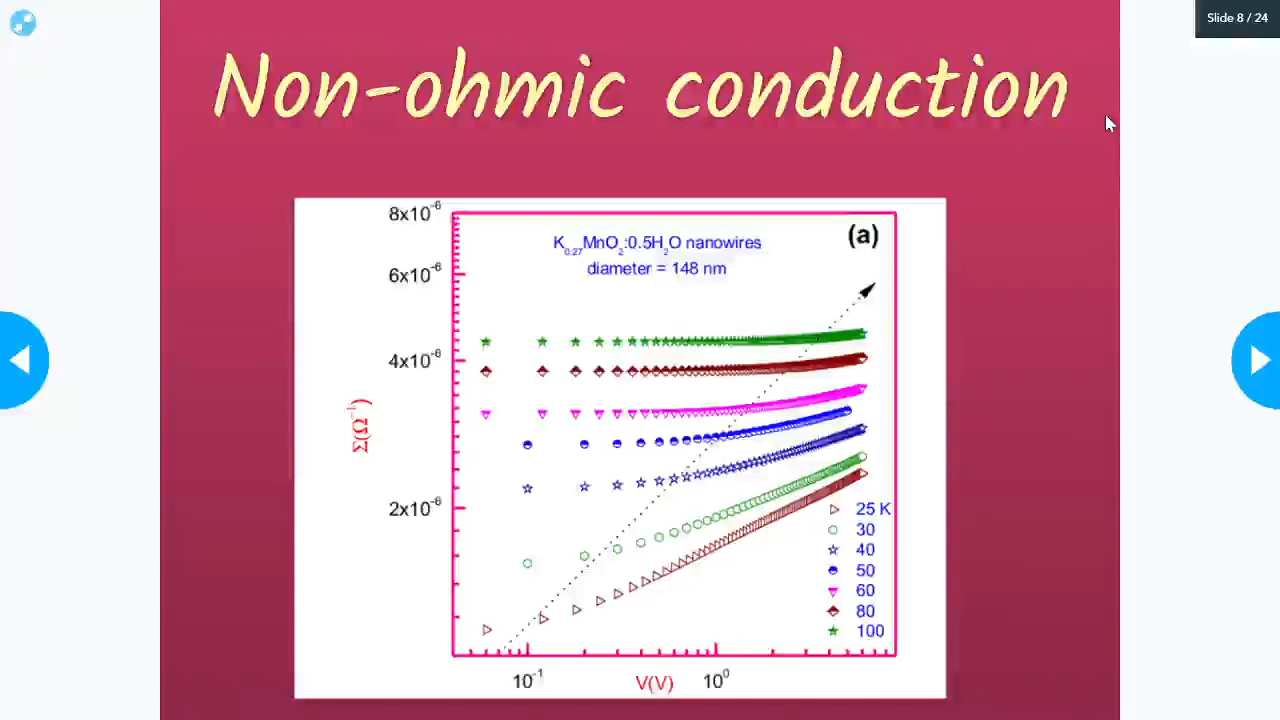 Slide 8 / 24
Non-ohmic conduction
8x10⁻⁶
(a)
K₀.₂₇MnO₂:0.5H₂O nanowires
diameter = 148 nm
6x10⁻⁶
4x10⁻⁶
Σ(Ω⁻¹)
2x10⁻⁶
25 K
30
40
50
60
80
100
10⁻¹
V(V)
10⁰